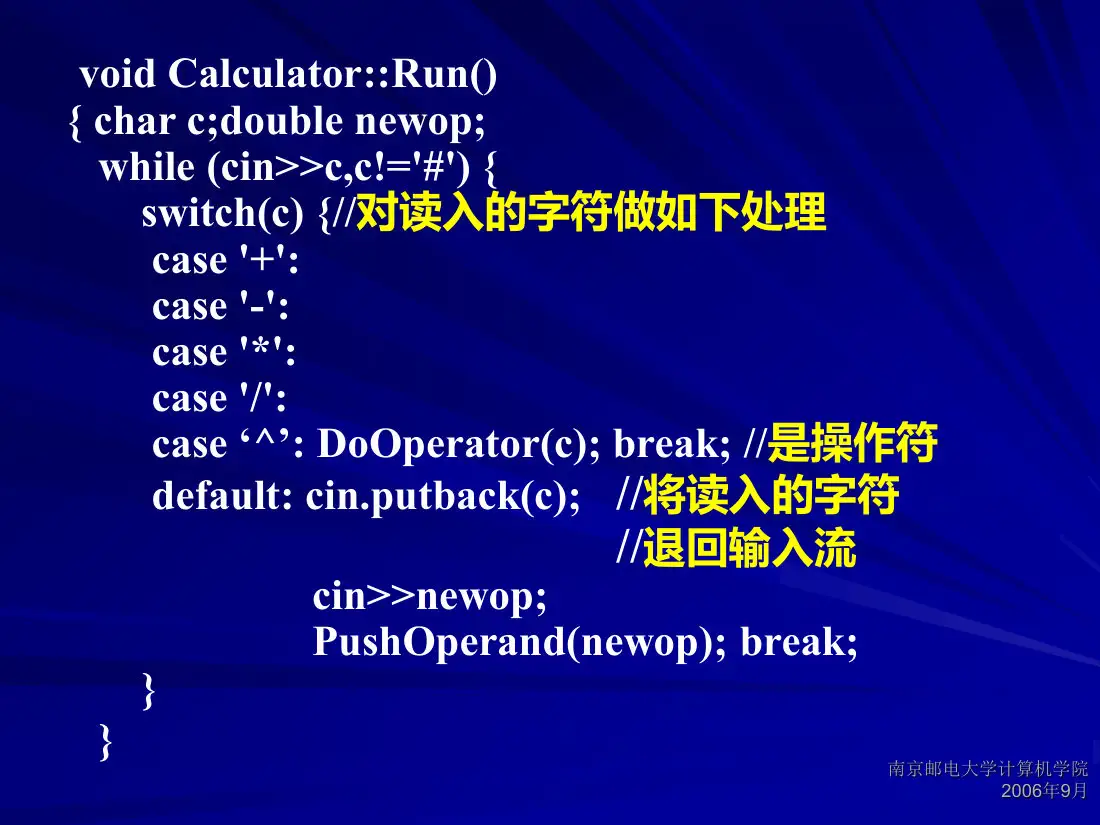 void Calculator::Run()
{ char c;double newop;
while (cin>>c,c!='#') {
switch(c) {//对读入的字符做如下处理
case '+':
case '-':
case '*':
case '/':
case ‘^’: DoOperator(c); break; //是操作符
default: cin.putback(c); //将读入的字符
//退回输入流
cin>>newop;
PushOperand(newop); break;
}
}
南京邮电大学计算机学院
2006年9月